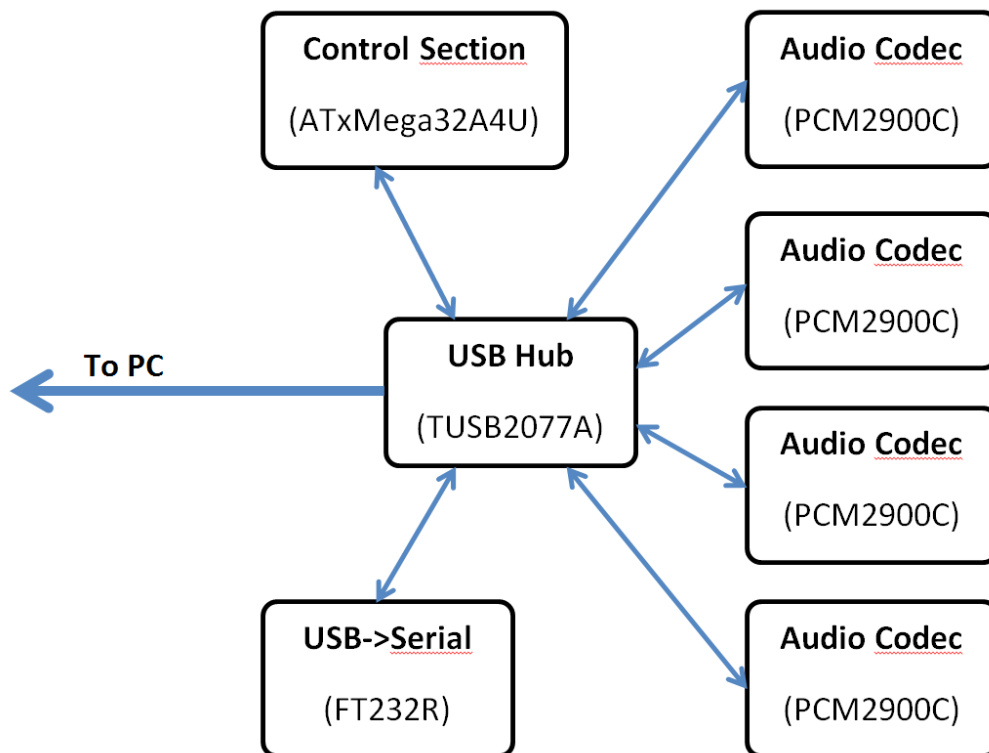 Control Section
(ATxMega32A4U)
Audio Codec
(PCM2900C)
Audio Codec
(PCM2900C)
To PC
USB Hub
(TUSB2077A)
Audio Codec
(PCM2900C)
USB->Serial
(FT232R)
Audio Codec
(PCM2900C)